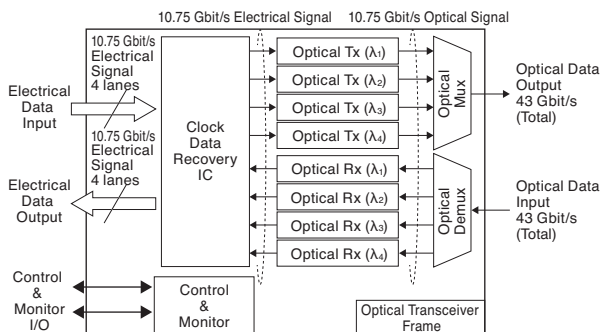 10.75 Gbit/s Electrical Signal
10.75 Gbit/s Optical Signal
10.75 Gbit/s
Electrical
Signal
4 lanes
Electrical
Data
Input
10.75 Gbit/s
Electrical
Signal
4 lanes
Electrical
Data
Output
Clock
Data
Recovery
IC
Optical Tx (λ1)
Optical Tx (λ2)
Optical Tx (λ3)
Optical Tx (λ4)
Optical Rx (λ1)
Optical Rx (λ2)
Optical Rx (λ3)
Optical Rx (λ4)
Optical
Mux
Optical
Demux
Optical Data
Output
43 Gbit/s
(Total)
Optical Data
Input
43 Gbit/s
(Total)
Control
&
Monitor
I/O
Control
&
Monitor
Optical Transceiver
Frame